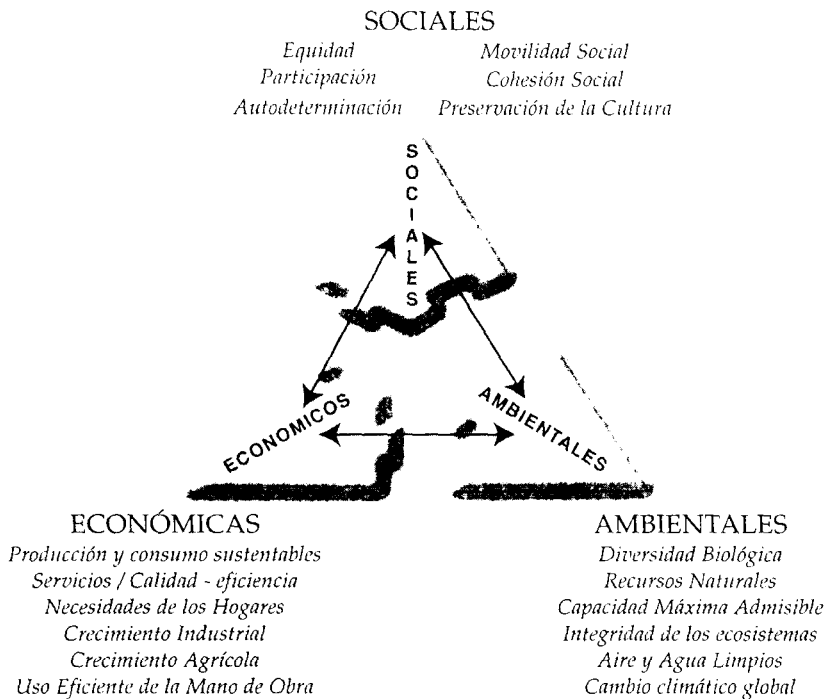 SOCIALES
Equidad Movilidad Social
Participación Cohesión Social
Autodeterminación Preservación de la Cultura
SOCIALES
ECONOMICOS
AMBIENTALES
ECONÓMICAS
Producción y consumo sustentables
Servicios / Calidad - eficiencia
Necesidades de los Hogares
Crecimiento Industrial
Crecimiento Agrícola
Uso Eficiente de la Mano de Obra
AMBIENTALES
Diversidad Biológica
Recursos Naturales
Capacidad Máxima Admisible
Integridad de los ecosistemas
Aire y Agua Limpios
Cambio climático global